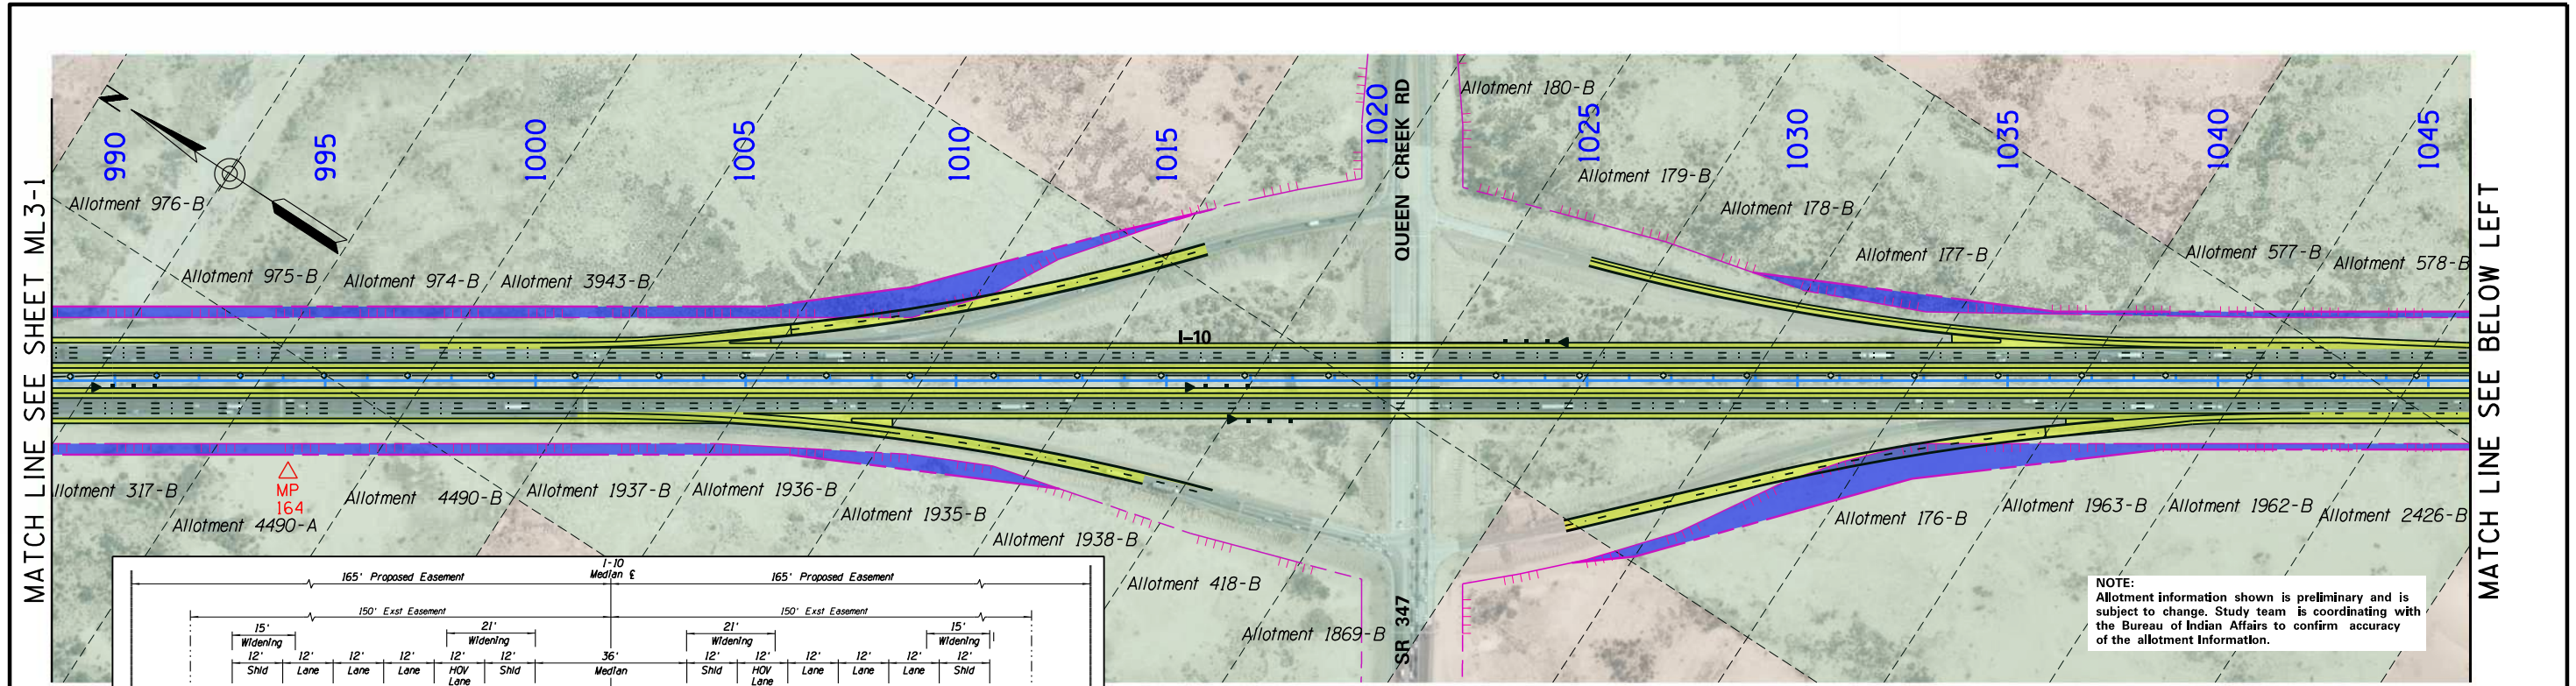 MATCH LINE SEE SHEET ML3-1
N
990
995
1000
1005
1010
1015
1020
1025
1030
1035
1040
1045
QUEEN CREEK RD
Allotment 180-B
Allotment 179-B
Allotment 178-B
Allotment 177-B
Allotment 577-B
Allotment 578-B
Allotment 976-B
Allotment 975-B
Allotment 974-B
Allotment 3943-B
I-10
MP
164
Allotment 317-B
Allotment 4490-A
Allotment 4490-B
Allotment 1937-B
Allotment 1936-B
Allotment 1935-B
Allotment 1938-B
Allotment 418-B
Allotment 1869-B
SR 347
Allotment 176-B
Allotment 1963-B
Allotment 1962-B
Allotment 2426-B
MATCH LINE SEE BELOW LEFT
NOTE:
Allotment information shown is preliminary and is
subject to change. Study team is coordinating with
the Bureau of Indian Affairs to confirm accuracy
of the allotment information.
I-10
Median ℄
165' Proposed Easement 165' Proposed Easement
150' Exst Easement 150' Exst Easement
15' 21' 21' 15'
Widening Widening Widening Widening
12' 12' 12' 12' 12' 12' 36' 12' 12' 12' 12' 12' 12'
Shld Lane Lane Lane HOV Shld Median Shld HOV Lane Lane Lane Shld
Lane Lane